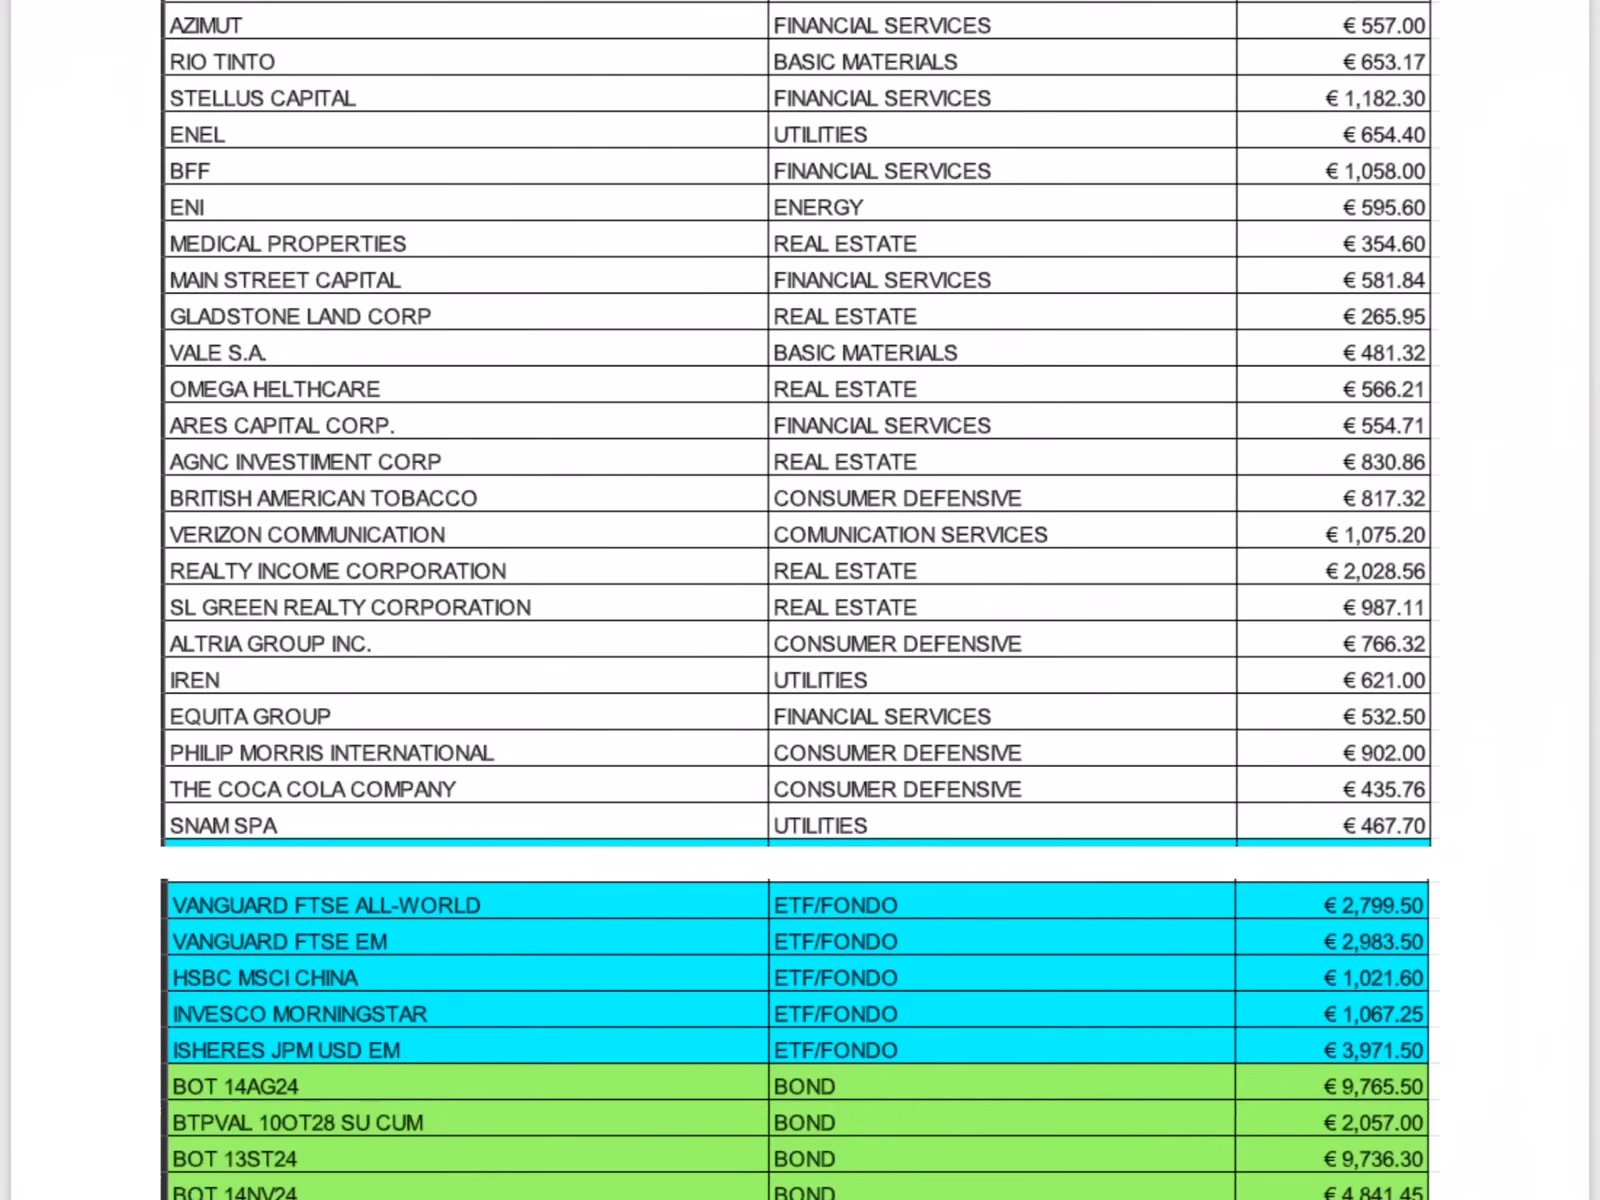 AZIMUT FINANCIAL SERVICES € 557.00
RIO TINTO BASIC MATERIALS € 653.17
STELLUS CAPITAL FINANCIAL SERVICES € 1,182.30
ENEL UTILITIES € 654.40
BFF FINANCIAL SERVICES € 1,058.00
ENI ENERGY € 595.60
MEDICAL PROPERTIES REAL ESTATE € 354.60
MAIN STREET CAPITAL FINANCIAL SERVICES € 581.84
GLADSTONE LAND CORP REAL ESTATE € 265.95
VALE S.A. BASIC MATERIALS € 481.32
OMEGA HELTHCARE REAL ESTATE € 566.21
ARES CAPITAL CORP. FINANCIAL SERVICES € 554.71
AGNC INVESTIMENT CORP REAL ESTATE € 830.86
BRITISH AMERICAN TOBACCO CONSUMER DEFENSIVE € 817.32
VERIZON COMMUNICATION COMUNICATION SERVICES € 1,075.20
REALTY INCOME CORPORATION REAL ESTATE € 2,028.56
SL GREEN REALTY CORPORATION REAL ESTATE € 987.11
ALTRIA GROUP INC. CONSUMER DEFENSIVE € 766.32
IREN UTILITIES € 621.00
EQUITA GROUP FINANCIAL SERVICES € 532.50
PHILIP MORRIS INTERNATIONAL CONSUMER DEFENSIVE € 902.00
THE COCA COLA COMPANY CONSUMER DEFENSIVE € 435.76
SNAM SPA UTILITIES € 467.70
VANGUARD FTSE ALL-WORLD ETF/FONDO € 2,799.50
VANGUARD FTSE EM ETF/FONDO € 2,983.50
HSBC MSCI CHINA ETF/FONDO € 1,021.60
INVESCO MORNINGSTAR ETF/FONDO € 1,067.25
ISHERES JPM USD EM ETF/FONDO € 3,971.50
BOT 14AG24 BOND € 9,765.50
BTPVAL 10OT28 SU CUM BOND € 2,057.00
BOT 13ST24 BOND € 9,736.30
BOT 14NV24 BOND € 4,841.45